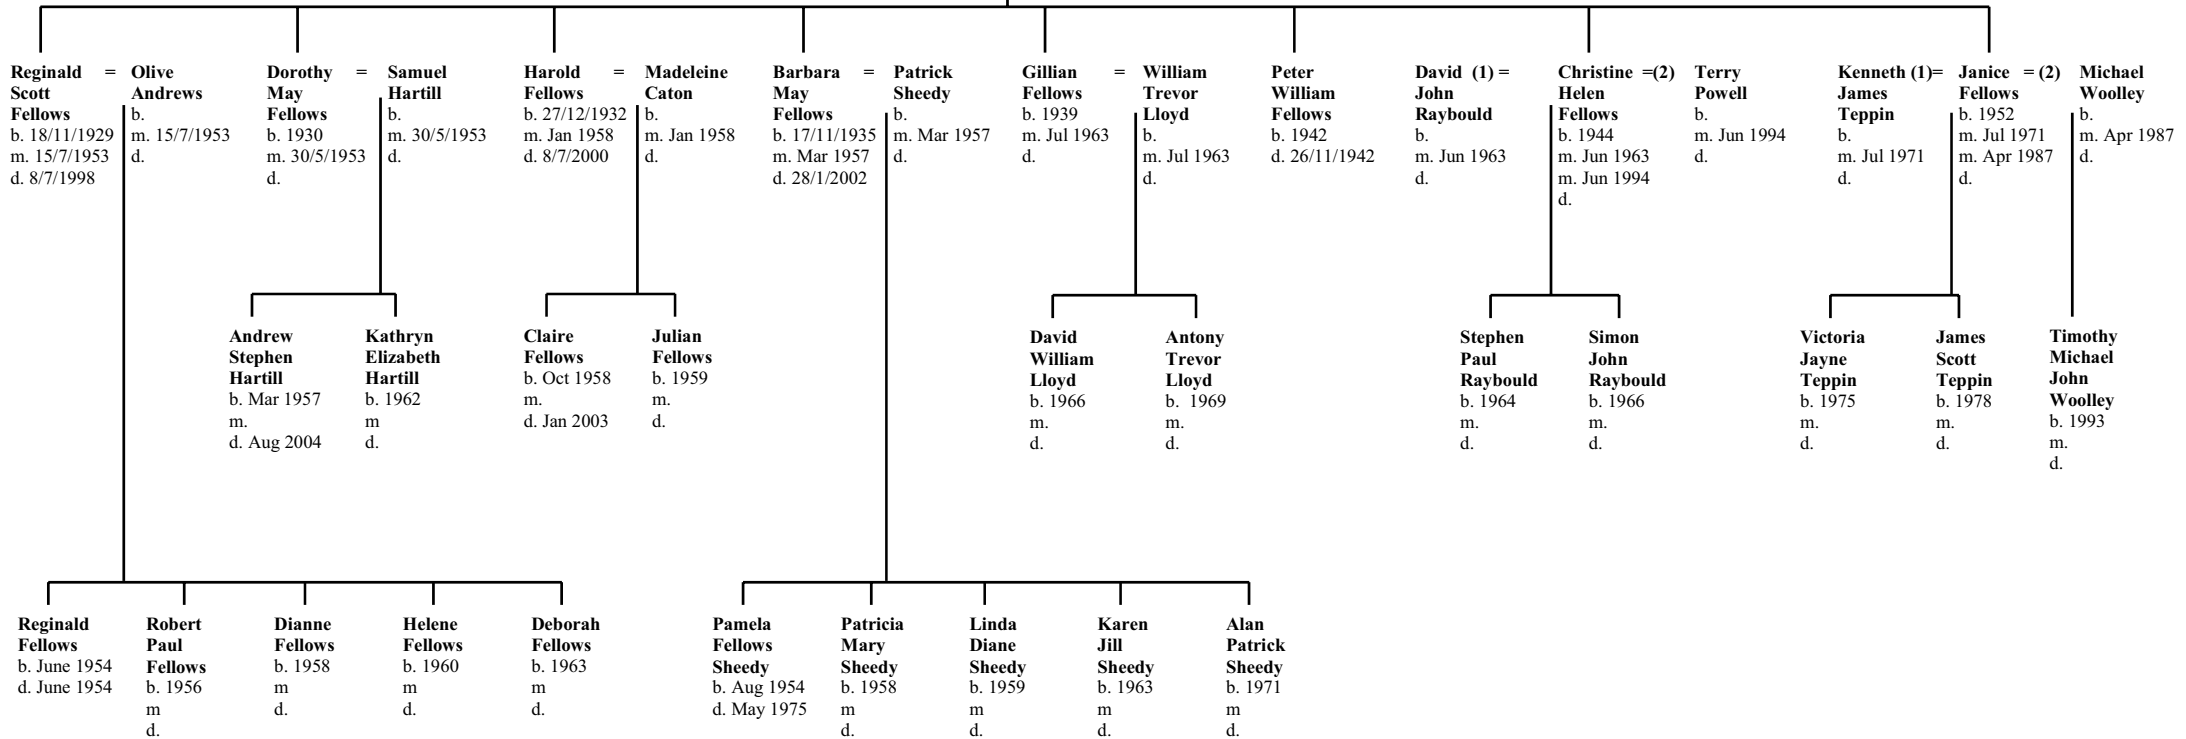 Reginald =
Scott
Fellows
b. 18/11/1929
m. 15/7/1953
d. 8/7/1998
Olive
Andrews
b.
m. 15/7/1953
d.
Dorothy =
May
Fellows
b. 1930
m. 30/5/1953
d.
Samuel
Hartill
b.
m. 30/5/1953
d.
Harold =
Fellows
b. 27/12/1932
m. Jan 1958
d. 8/7/2000
Madeleine
Caton
b.
m. Jan 1958
d.
Barbara =
May
Fellows
b. 17/11/1935
m. Mar 1957
d. 28/1/2002
Patrick
Sheedy
b.
m. Mar 1957
d.
Gillian =
Fellows
b. 1939
m. Jul 1963
d.
William
Trevor
Lloyd
b.
m. Jul 1963
d.
Peter
William
Fellows
b. 1942
d. 26/11/1942
David (1) =
John
Raybould
b.
m. Jun 1963
d.
Christine =(2)
Helen
Fellows
b. 1944
m. Jun 1963
m. Jun 1994
d.
Terry
Powell
b.
m. Jun 1994
d.
Kenneth (1)=
James
Teppin
b.
m. Jul 1971
d.
Janice = (2)
Fellows
b. 1952
m. Jul 1971
m. Apr 1987
d.
Michael
Woolley
b.
m. Apr 1987
d.
Andrew
Stephen
Hartill
b. Mar 1957
m.
d. Aug 2004
Kathryn
Elizabeth
Hartill
b. 1962
m
d.
Claire
Fellows
b. Oct 1958
m.
d. Jan 2003
Julian
Fellows
b. 1959
m.
d.
David
William
Lloyd
b. 1966
m.
d.
Antony
Trevor
Lloyd
b. 1969
m.
d.
Stephen
Paul
Raybould
b. 1964
m.
d.
Simon
John
Raybould
b. 1966
m.
d.
Victoria
Jayne
Teppin
b. 1975
m.
d.
James
Scott
Teppin
b. 1978
m.
d.
Timothy
Michael
John
Woolley
b. 1993
m.
d.
Reginald
Fellows
b. June 1954
d. June 1954
Robert
Paul
Fellows
b. 1956
m
d.
Dianne
Fellows
b. 1958
m
d.
Helene
Fellows
b. 1960
m
d.
Deborah
Fellows
b. 1963
m
d.
Pamela
Fellows
Sheedy
b. Aug 1954
d. May 1975
Patricia
Mary
Sheedy
b. 1958
m
d.
Linda
Diane
Sheedy
b. 1959
m
d.
Karen
Jill
Sheedy
b. 1963
m
d.
Alan
Patrick
Sheedy
b. 1971
m
d.